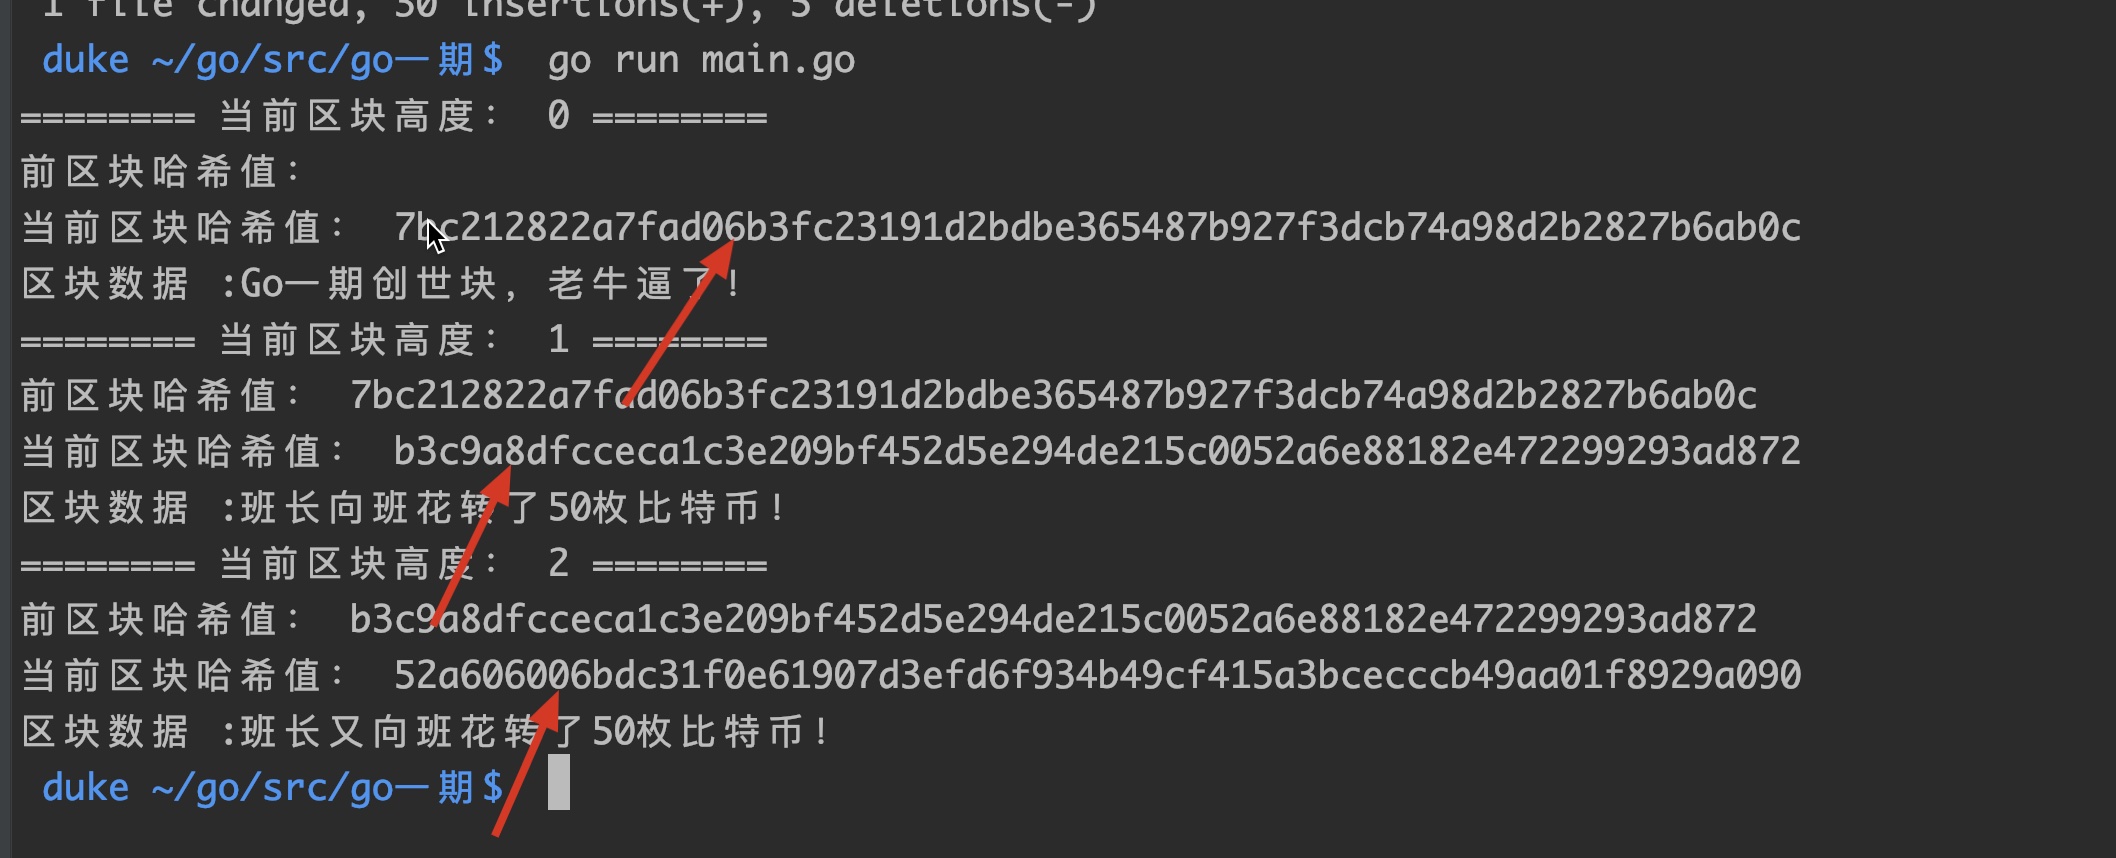 1 file changed, 30 insertions(+), 5 deletions(-)
duke ~/go/src/go一期$ go run main.go
======== 当前区块高度： 0 ========
前区块哈希值：
当前区块哈希值： 7bc212822a7fad06b3fc23191d2bdbe365487b927f3dcb74a98d2b2827b6ab0c
区块数据 :Go一期创世块，老牛逼了!
======== 当前区块高度： 1 ========
前区块哈希值： 7bc212822a7fad06b3fc23191d2bdbe365487b927f3dcb74a98d2b2827b6ab0c
当前区块哈希值： b3c9a8dfcceca1c3e209bf452d5e294de215c0052a6e88182e472299293ad872
区块数据 :班长向班花转了50枚比特币!
======== 当前区块高度： 2 ========
前区块哈希值： b3c9a8dfcceca1c3e209bf452d5e294de215c0052a6e88182e472299293ad872
当前区块哈希值： 52a606006bdc31f0e61907d3efd6f934b49cf415a3bcecccb49aa01f8929a090
区块数据 :班长又向班花转了50枚比特币!
duke ~/go/src/go一期$